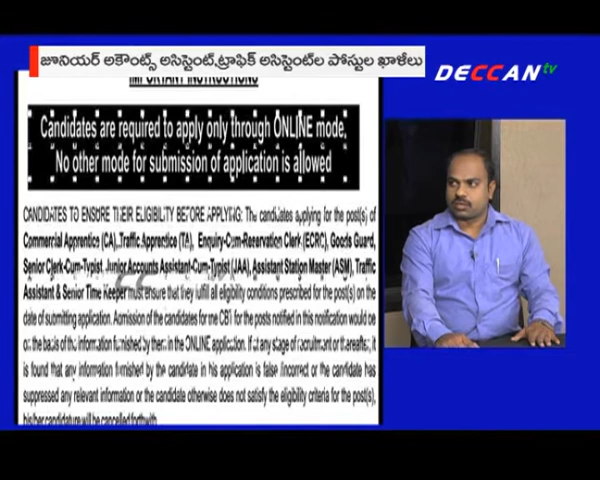 జూనియర్ అకౌంట్స్ అసిస్టెంట్,ట్రాఫిక్ అసిస్టెంట్‌ల పోస్టుల ఖాళీలు
DECCAN tv
IMPORTANT INSTRUCTIONS
Candidates are required to apply only through ONLINE mode,
No other mode for submission of application is allowed
CANDIDATES TO ENSURE THEIR ELIGIBILITY BEFORE APPLYING: The candidates applying for the post(s) of
Commercial Apprentice (CA), Traffic Apprentice (TA), Enquiry-Cum-Reservation Clerk (ECRC), Goods Guard,
Senior Clerk-Cum-Typist, Junior Accounts Assistant-Cum-Typist (JAA), Assistant Station Master (ASM), Traffic
Assistant & Senior Time Keeper must ensure that they fulfill all eligibility conditions prescribed for the post(s) on the
date of submitting application. Admission of the candidates for the CBT for the posts notified in this notification would be
on the basis of the information furnished by them in the ONLINE application. If at any stage of recruitment or thereafter, it
is found that any information furnished by the candidate in his application is false /incorrect or the candidate has
suppressed any relevant information or the candidate otherwise does not satisfy the eligibility criteria for the post(s),
his/her candidature will be cancelled forthwith.